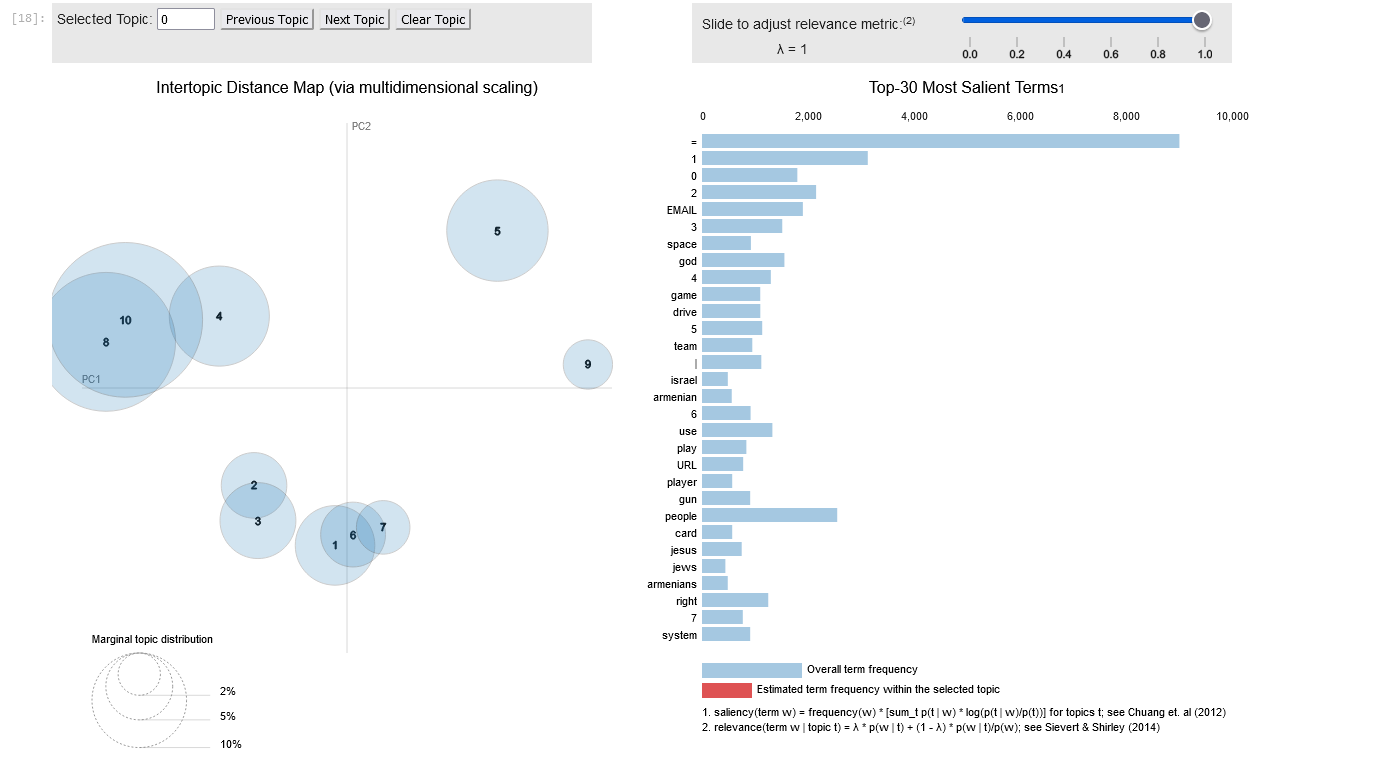 [18]:
Selected Topic: 0 Previous Topic Next Topic Clear Topic
Slide to adjust relevance metric:(2)
λ = 1
0.0 0.2 0.4 0.6 0.8 1.0
Intertopic Distance Map (via multidimensional scaling)
PC2
PC1
5
10
8
4
9
2
3
1
6
7
Marginal topic distribution
2%
5%
10%
Top-30 Most Salient Terms1
0 2,000 4,000 6,000 8,000 10,000
=
1
0
2
EMAIL
3
space
god
4
game
drive
5
team
|
israel
armenian
6
use
play
URL
player
gun
people
card
jesus
jews
armenians
right
7
system
Overall term frequency
Estimated term frequency within the selected topic
1. saliency(term w) = frequency(w) * [sum_t p(t | w) * log(p(t | w)/p(t))] for topics t; see Chuang et. al (2012)
2. relevance(term w | topic t) = λ * p(w | t) + (1 - λ) * p(w | t)/p(w); see Sievert & Shirley (2014)